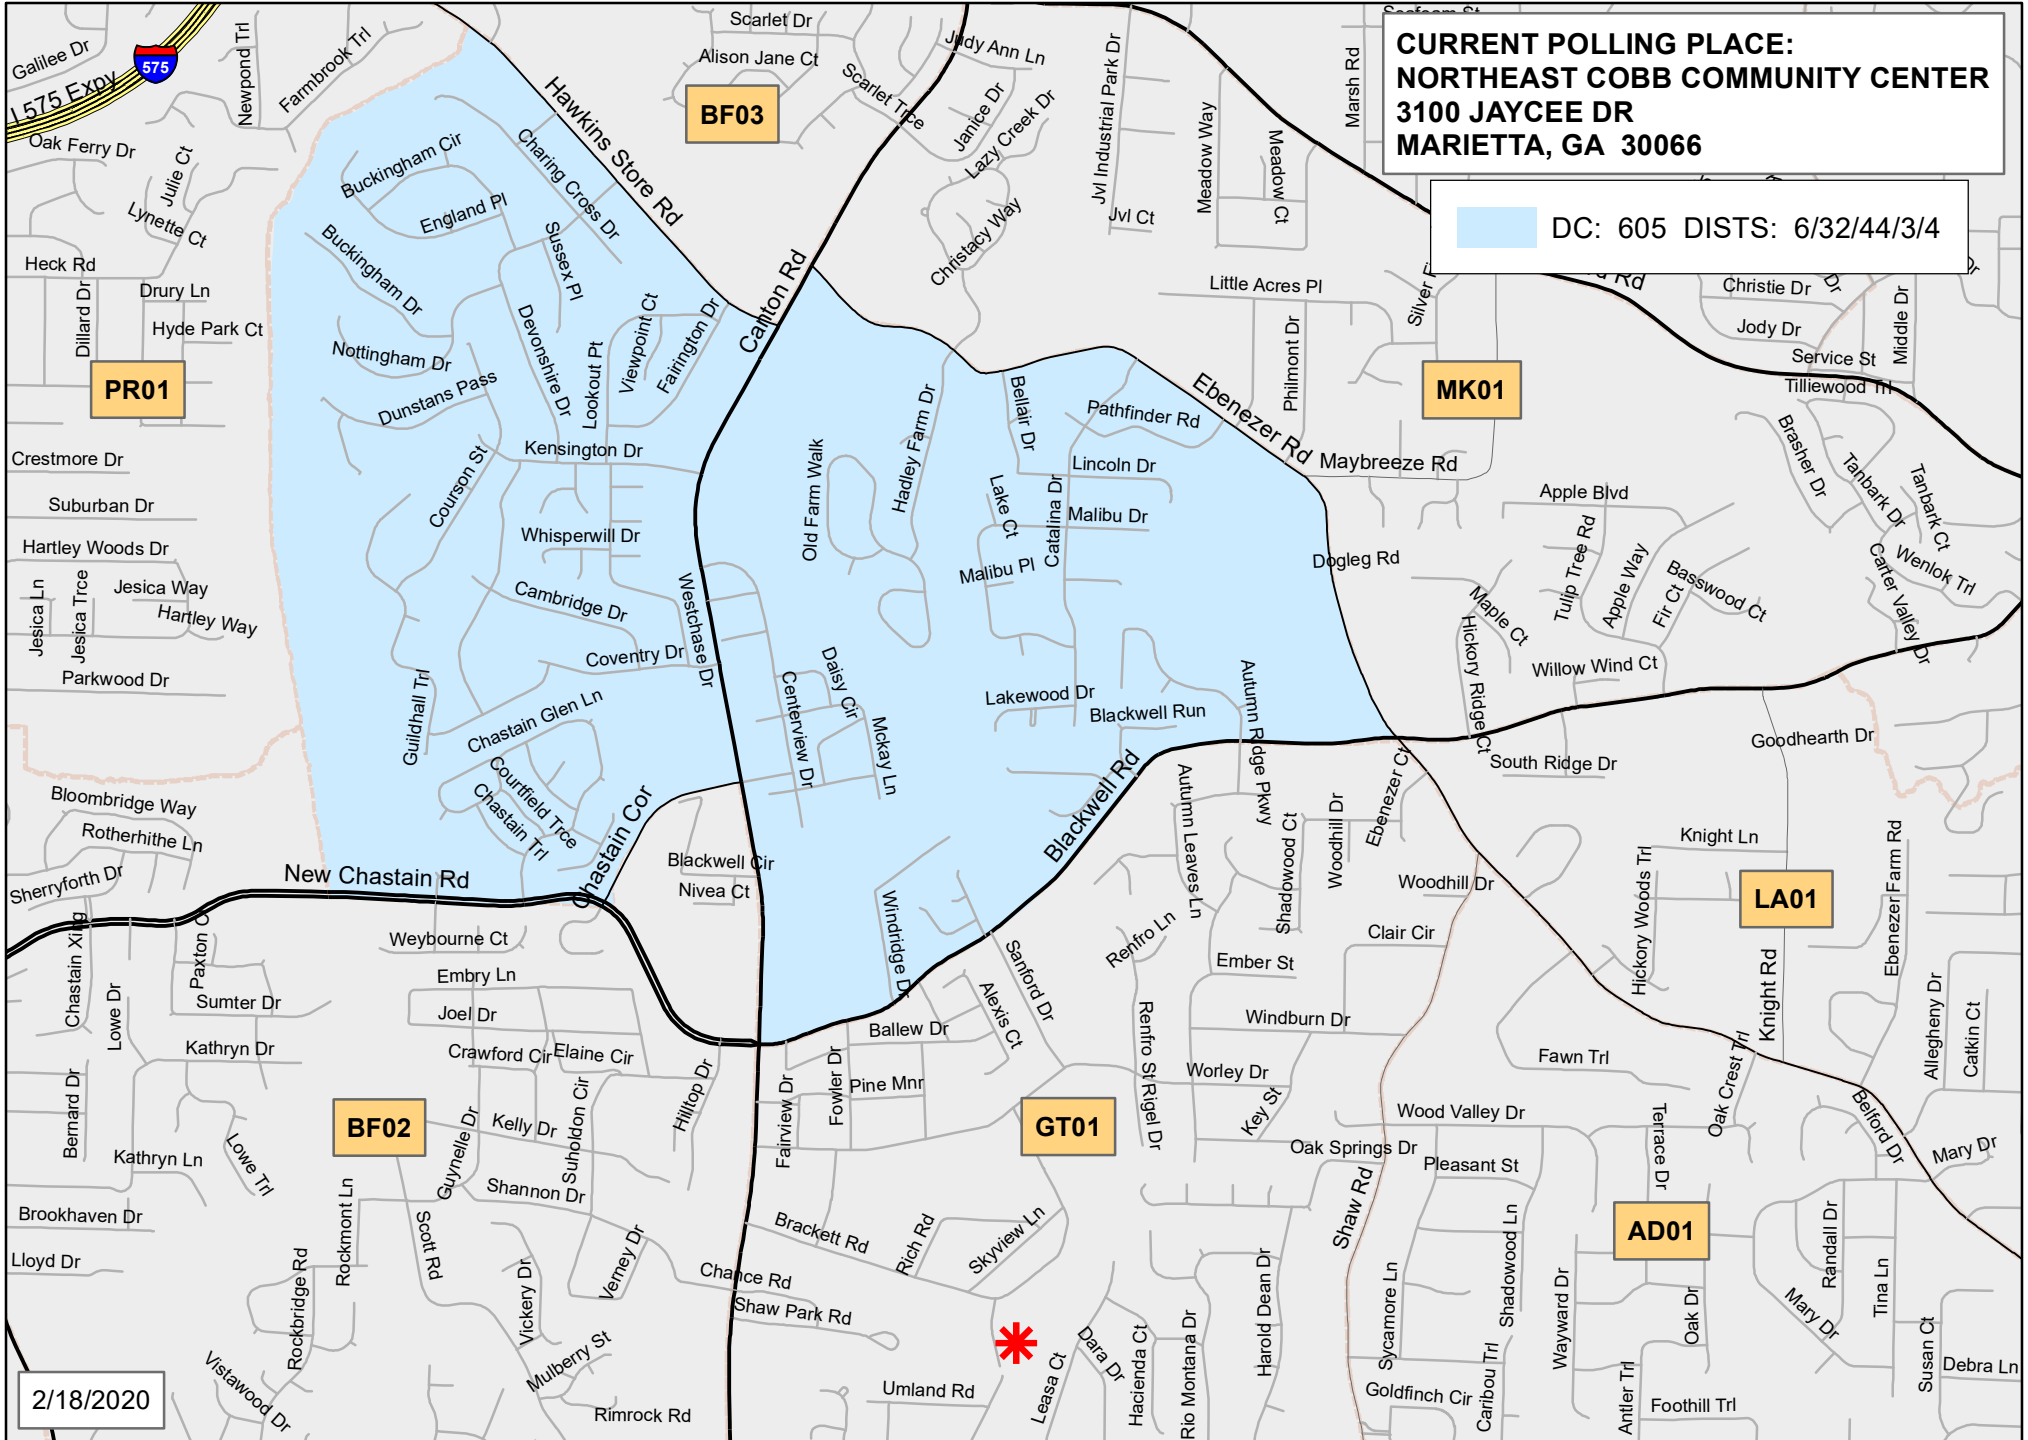 CURRENT POLLING PLACE:
NORTHEAST COBB COMMUNITY CENTER
3100 JAYCEE DR
MARIETTA, GA 30066
DC: 605 DISTS: 6/32/44/3/4
Galilee Dr
I 575 Expy
575
Newpond Trl
Farmbrook Trl
Scarlet Dr
Alison Jane Ct
BF03
Scarlet Trce
Judy Ann Ln
Janice Dr
Lazy Creek Dr
Jvl Industrial Park Dr
Jvl Ct
Meadow Way
Meadow Ct
Marsh Rd
Oak Ferry Dr
Julie Ct
Lynette Ct
Buckingham Cir
Charing Cross Dr
Hawkins Store Rd
England Pl
Sussex Pl
Buckingham Dr
Christacy Way
Canton Rd
Heck Rd
Drury Ln
Dillard Dr
Hyde Park Ct
PR01
Nottingham Dr
Dunstans Pass
Devonshire Dr
Lookout Pt
Viewpoint Ct
Fairington Dr
Little Acres Pl
Philmont Dr
MK01
Christie Dr
Jody Dr
Middle Dr
Service St
Tilliewood Trl
Ebenezer Rd
Pathfinder Rd
Bellair Dr
Hadley Farm Dr
Old Farm Walk
Kensington Dr
Courson St
Crestmore Dr
Suburban Dr
Hartley Woods Dr
Jesica Ln
Jesica Trce
Jesica Way
Hartley Way
Parkwood Dr
Lincoln Dr
Lake Ct
Catalina Dr
Malibu Dr
Malibu Pl
Maybreeze Rd
Apple Blvd
Brasher Dr
Tanbark Dr
Tanbark Ct
Wenlok Trl
Carter Valley Dr
Dogleg Rd
Tulip Tree Rd
Apple Way
Fir Ct
Basswood Ct
Maple Ct
Hickory Ridge Ct
Willow Wind Ct
Whisperwill Dr
Cambridge Dr
Westchase Dr
Coventry Dr
Guildhall Trl
Chastain Glen Ln
Daisy Cir
Centerview Dr
Mckay Ln
Lakewood Dr
Blackwell Run
Autumn Ridge Pkwy
Blackwell Rd
Goodhearth Dr
South Ridge Dr
Courtfield Trce
Chastain Trl
Chastain Cor
Blackwell Cir
Nivea Ct
Bloombridge Way
Rotherhithe Ln
Sherryforth Dr
New Chastain Rd
Autumn Leaves Ln
Shadowood Ct
Woodhill Dr
Ebenezer Ct
Woodhill Dr
Knight Ln
LA01
Hickory Woods Trl
Ebenezer Farm Rd
Knight Rd
Chastain Xing
Weybourne Ct
Windridge Dr
Renfro Ln
Clair Cir
Ember St
Embry Ln
Joel Dr
Sumter Dr
Lowe Dr
Kathryn Dr
Crawford Cir
Elaine Cir
Ballew Dr
Alexis Ct
Sanford Dr
Renfro St
Rigel Dr
Windburn Dr
Worley Dr
Key St
Fawn Trl
Oak Crest Trl
Allegheny Dr
Catkin Ct
Bernard Dr
Kathryn Ln
Lowe Trl
BF02
Guynelle Dr
Kelly Dr
Suholdon Cir
Hilltop Dr
Fairview Dr
Fowler Dr
Pine Mnr
GT01
Oak Springs Dr
Wood Valley Dr
Pleasant St
Terrace Dr
Belford Dr
Mary Dr
Shannon Dr
Brookhaven Dr
Lloyd Dr
Rockmont Ln
Rockbridge Rd
Scott Rd
Vickery Dr
Verney Dr
Chance Rd
Shaw Park Rd
Brackett Rd
Rich Rd
Skyview Ln
Shaw Rd
AD01
Shadowood Ln
Sycamore Ln
Wayward Dr
Randall Dr
Tina Ln
Mary Dr
Oak Dr
Harold Dean Dr
Rio Montana Dr
Hacienda Ct
Dara Dr
Leasa Ct
Umland Rd
Vistawood Dr
Mulberry St
Rimrock Rd
Goldfinch Cir
Caribou Trl
Antler Trl
Foothill Trl
Susan Ct
Debra Ln
2/18/2020